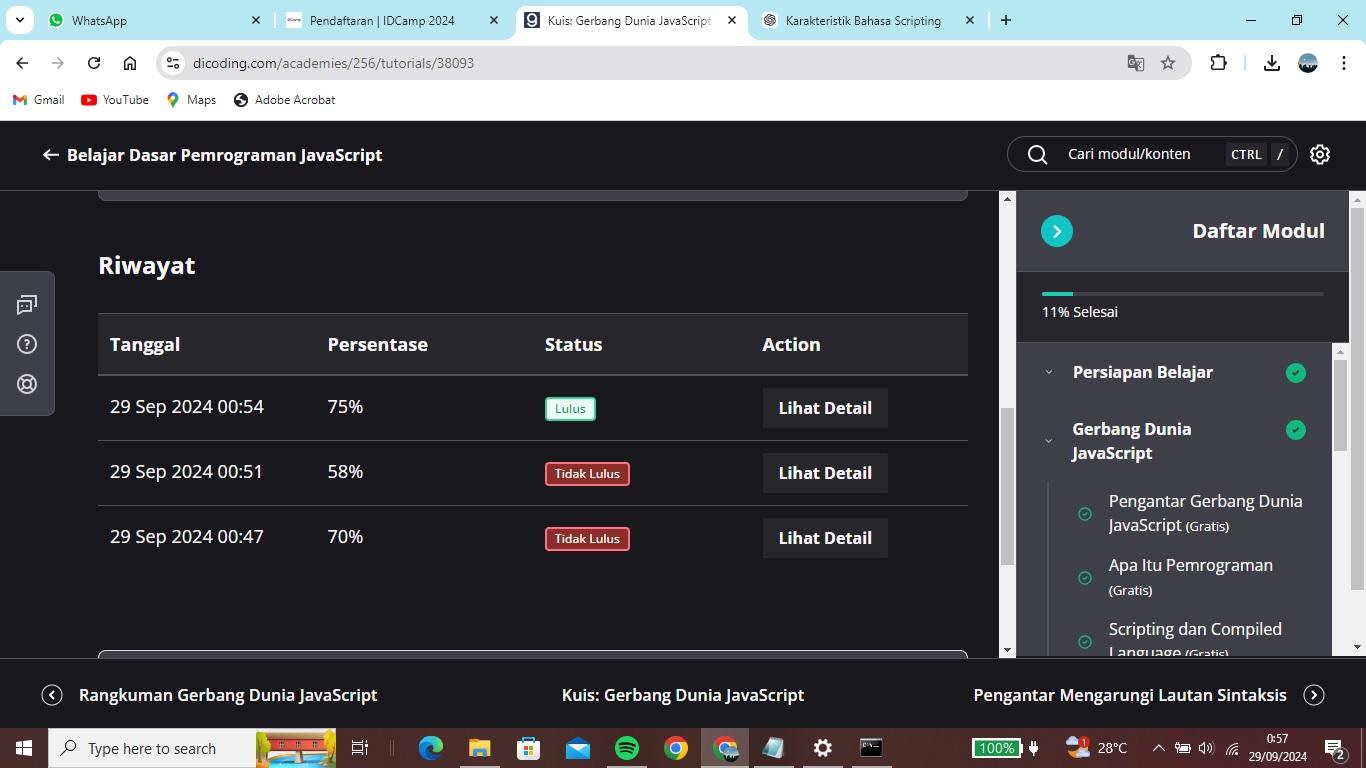 WhatsApp
Pendaftaran | IDCamp 2024
Kuis: Gerbang Dunia JavaScript
Karakteristik Bahasa Scripting
dicoding.com/academies/256/tutorials/38093
Gmail
YouTube
Maps
Adobe Acrobat
Belajar Dasar Pemrograman JavaScript
Cari modul/konten
CTRL
/
Riwayat
Tanggal Persentase Status Action
29 Sep 2024 00:54 75% Lulus Lihat Detail
29 Sep 2024 00:51 58% Tidak Lulus Lihat Detail
29 Sep 2024 00:47 70% Tidak Lulus Lihat Detail
Daftar Modul
11% Selesai
Persiapan Belajar
Gerbang Dunia
JavaScript
Pengantar Gerbang Dunia
JavaScript (Gratis)
Apa Itu Pemrograman
(Gratis)
Scripting dan Compiled
Language (Gratis)
Rangkuman Gerbang Dunia JavaScript
Kuis: Gerbang Dunia JavaScript
Pengantar Mengarungi Lautan Sintaksis
Type here to search
100%
1
28°C
0:57
29/09/2024
2